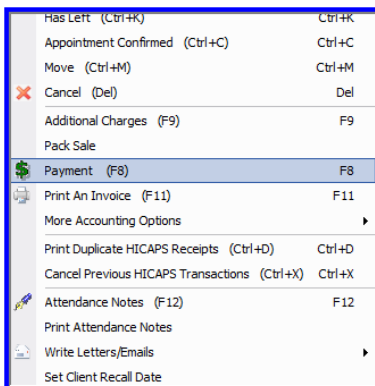 Has Left (Ctrl+K) Ctrl+K
Appointment Confirmed (Ctrl+C) Ctrl+C
Move (Ctrl+M) Ctrl+M
Cancel (Del) Del
Additional Charges (F9) F9
Pack Sale
Payment (F8) F8
Print An Invoice (F11) F11
More Accounting Options
Print Duplicate HICAPS Receipts (Ctrl+D) Ctrl+D
Cancel Previous HICAPS Transactions (Ctrl+X) Ctrl+X
Attendance Notes (F12) F12
Print Attendance Notes
Write Letters/Emails
Set Client Recall Date